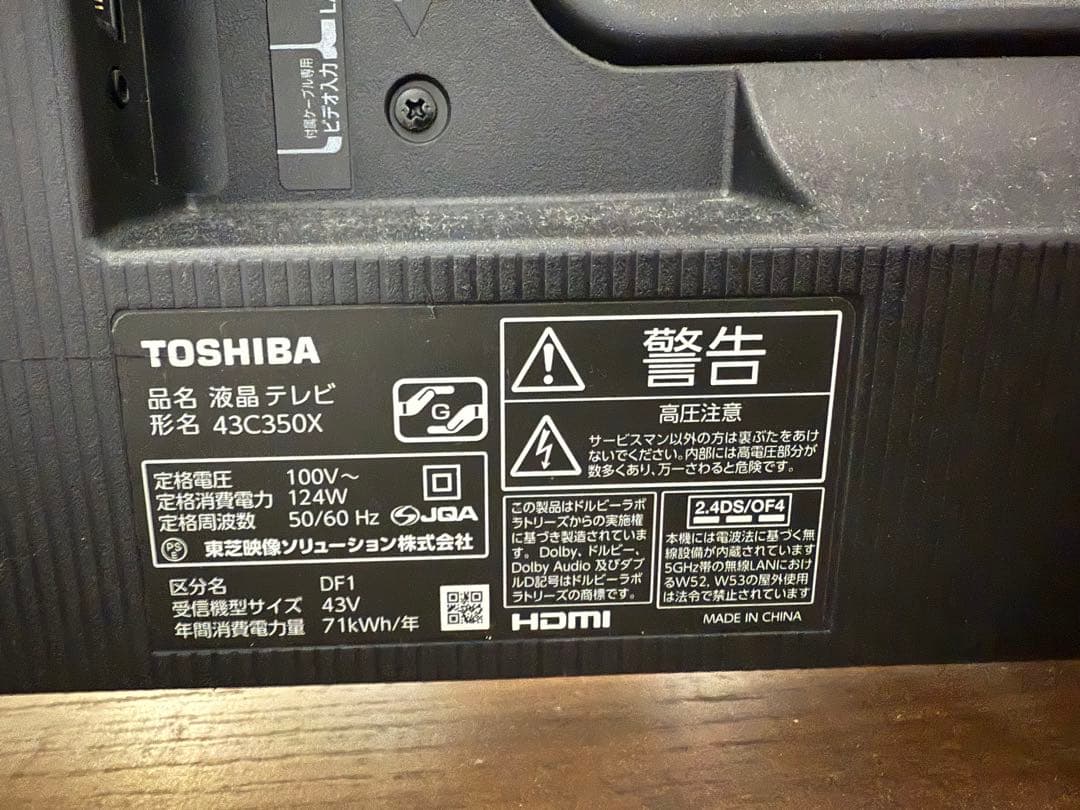 付属ケーブル専用
ビデオ入力
TOSHIBA
品名 液晶テレビ
形名 43C350X
G
定格電圧 100V～
定格消費電力 124W
定格周波数 50/60 Hz
JQA
PSE 東芝映像ソリューション株式会社
区分名 DF1
受信機型サイズ 43V
年間消費電力量 71kWh/年
警告
高圧注意
サービスマン以外の方は裏ぶたをあけ
ないでください。内部には高電圧部分が
数多くあり、万一さわると危険です。
この製品はドルビーラボ
ラトリーズからの実施権
に基づき製造されていま
す。Dolby、ドルビー、
Dolby Audio 及びダブ
ルD記号はドルビーラボ
ラトリーズの商標です。
HDMI
2.4DS/OF4
本機には電波法に基づく無
線設備が内蔵されています
5GHz帯の無線LANにおけ
るW52、W53の屋外使用
は法令で禁止されています
MADE IN CHINA